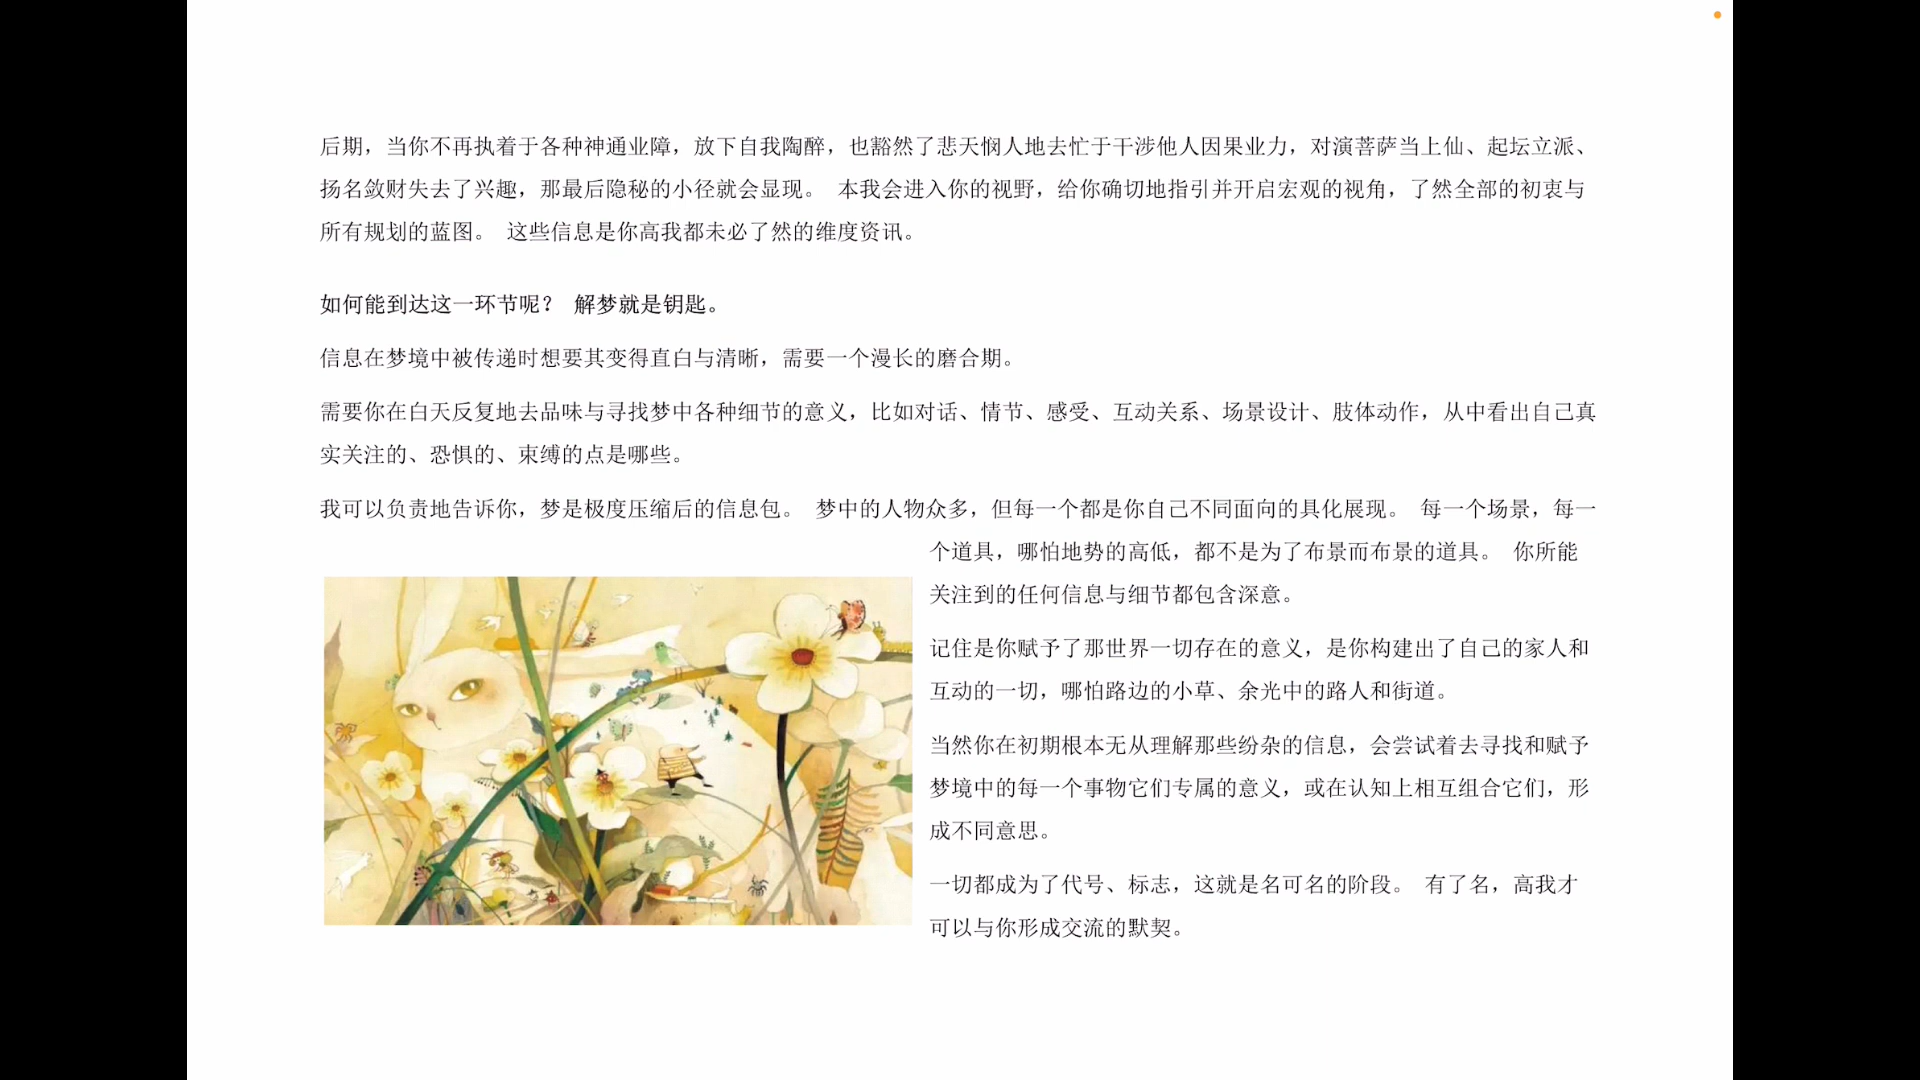 后期，当你不再执着于各种神通业障，放下自我陶醉，也豁然了悲天悯人地去忙于干涉他人因果业力，对演菩萨当上仙、起坛立派、
扬名敛财失去了兴趣，那最后隐秘的小径就会显现。 本我会进入你的视野，给你确切地指引并开启宏观的视角，了然全部的初衷与
所有规划的蓝图。 这些信息是你高我都未必了然的维度资讯。
如何能到达这一环节呢？ 解梦就是钥匙。
信息在梦境中被传递时想要其变得直白与清晰，需要一个漫长的磨合期。
需要你在白天反复地去品味与寻找梦中各种细节的意义，比如对话、情节、感受、互动关系、场景设计、肢体动作，从中看出自己真
实关注的、恐惧的、束缚的点是哪些。
我可以负责地告诉你，梦是极度压缩后的信息包。 梦中的人物众多，但每一个都是你自己不同面向的具化展现。 每一个场景，每一
个道具，哪怕地势的高低，都不是为了布景而布景的道具。 你所能
关注到的任何信息与细节都包含深意。
记住是你赋予了那世界一切存在的意义，是你构建出了自己的家人和
互动的一切，哪怕路边的小草、余光中的路人和街道。
当然你在初期根本无从理解那些纷杂的信息，会尝试着去寻找和赋予
梦境中的每一个事物它们专属的意义，或在认知上相互组合它们，形
成不同意思。
一切都成为了代号、标志，这就是名可名的阶段。 有了名，高我才
可以与你形成交流的默契。